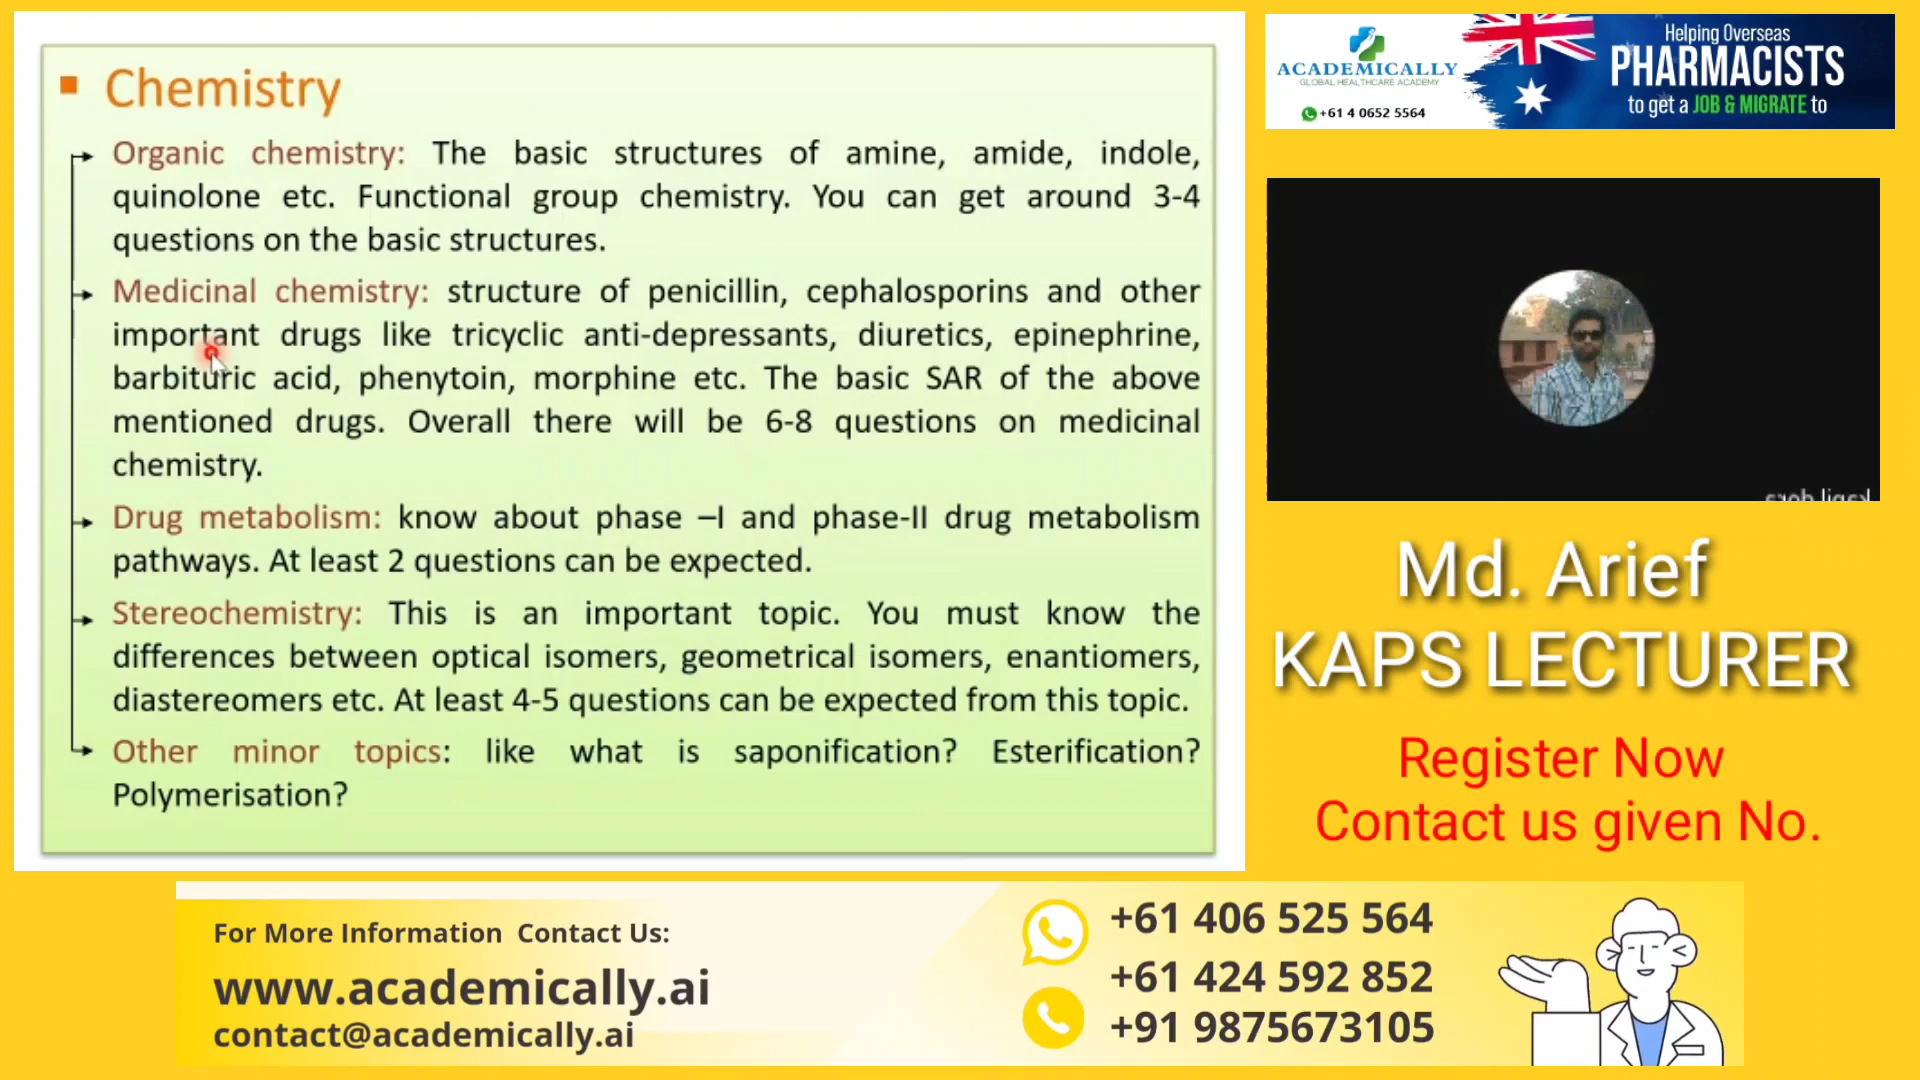 ▪ Chemistry
Organic chemistry: The basic structures of amine, amide, indole,
quinolone etc. Functional group chemistry. You can get around 3-4
questions on the basic structures.
Medicinal chemistry: structure of penicillin, cephalosporins and other
important drugs like tricyclic anti-depressants, diuretics, epinephrine,
barbituric acid, phenytoin, morphine etc. The basic SAR of the above
mentioned drugs. Overall there will be 6-8 questions on medicinal
chemistry.
Drug metabolism: know about phase –I and phase-II drug metabolism
pathways. At least 2 questions can be expected.
Stereochemistry: This is an important topic. You must know the
differences between optical isomers, geometrical isomers, enantiomers,
diastereomers etc. At least 4-5 questions can be expected from this topic.
Other minor topics: like what is saponification? Esterification?
Polymerisation?
ACADEMICALLY
GLOBAL HEALTHCARE ACADEMY
+61 4 0652 5564
Helping Overseas
PHARMACISTS
to get a JOB & MIGRATE to
Md. Arief
KAPS LECTURER
Register Now
Contact us given No.
For More Information Contact Us:
www.academically.ai
contact@academically.ai
+61 406 525 564
+61 424 592 852
+91 9875673105